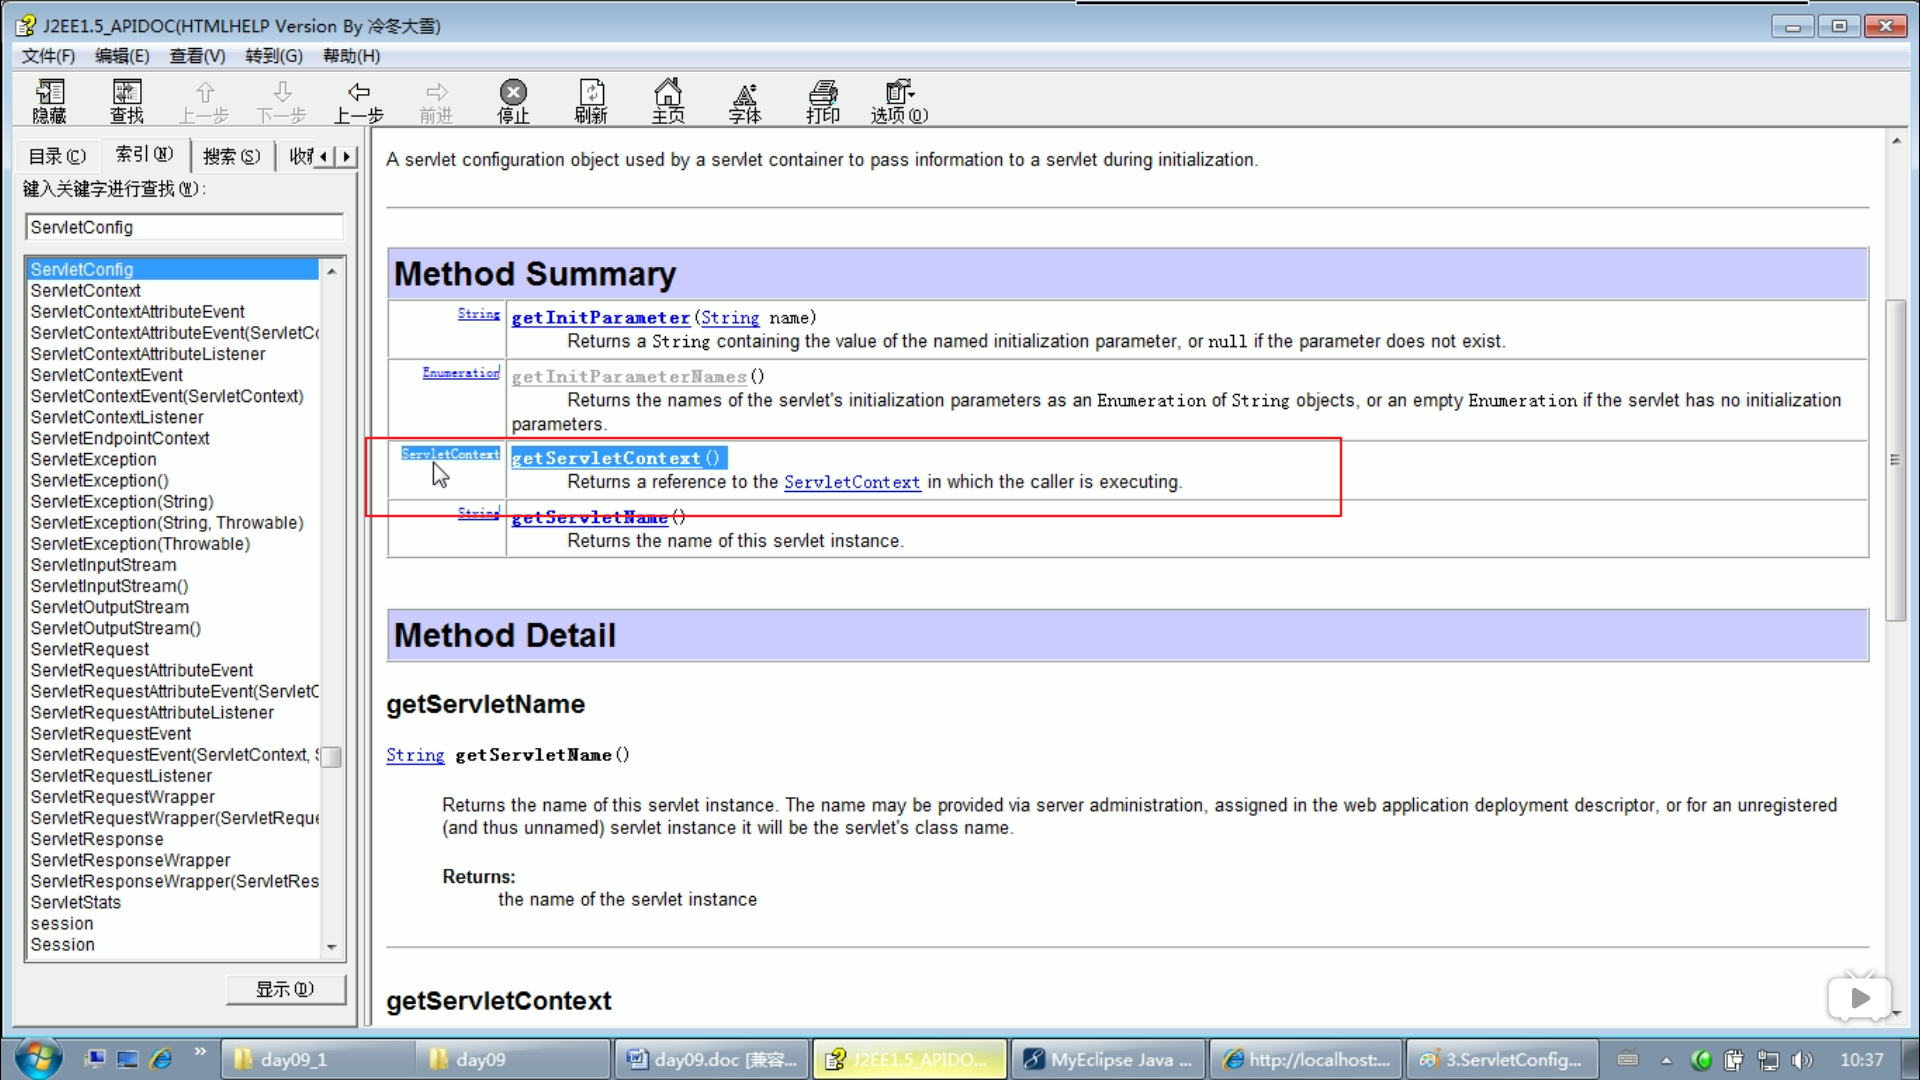 J2EE1.5_APIDOC(HTMLHELP Version By 冷冬大雪)
文件(F) 编辑(E) 查看(V) 转到(G) 帮助(H)
隐藏 查找 上一步 下一步 上一步 前进 停止 刷新 主页 字体 打印 选项(O)
目录(C) 索引(N) 搜索(S)
键入关键字进行查找(W):
ServletConfig
ServletConfig
ServletContext
ServletContextAttributeEvent
ServletContextAttributeEvent(ServletCo
ServletContextAttributeListener
ServletContextEvent
ServletContextEvent(ServletContext)
ServletContextListener
ServletEndpointContext
ServletException
ServletException()
ServletException(String)
ServletException(String, Throwable)
ServletException(Throwable)
ServletInputStream
ServletInputStream()
ServletOutputStream
ServletOutputStream()
ServletRequest
ServletRequestAttributeEvent
ServletRequestAttributeEvent(ServletC
ServletRequestAttributeListener
ServletRequestEvent
ServletRequestEvent(ServletContext, S
ServletRequestListener
ServletRequestWrapper
ServletRequestWrapper(ServletReque
ServletResponse
ServletResponseWrapper
ServletResponseWrapper(ServletRes
ServletStats
session
Session
显示(D)
A servlet configuration object used by a servlet container to pass information to a servlet during initialization.
Method Summary
String getInitParameter(String name)
Returns a String containing the value of the named initialization parameter, or null if the parameter does not exist.
Enumeration getInitParameterNames()
Returns the names of the servlet's initialization parameters as an Enumeration of String objects, or an empty Enumeration if the servlet has no initialization
parameters.
ServletContext getServletContext()
Returns a reference to the ServletContext in which the caller is executing.
String getServletName()
Returns the name of this servlet instance.
Method Detail
getServletName
String getServletName()
Returns the name of this servlet instance. The name may be provided via server administration, assigned in the web application deployment descriptor, or for an unregistered
(and thus unnamed) servlet instance it will be the servlet's class name.
Returns:
the name of the servlet instance
getServletContext
day09_1 day09 day09.doc [兼容... J2EE1.5_APIDO... MyEclipse Java ... http://localhost:... 3.ServletConfig... 10:37